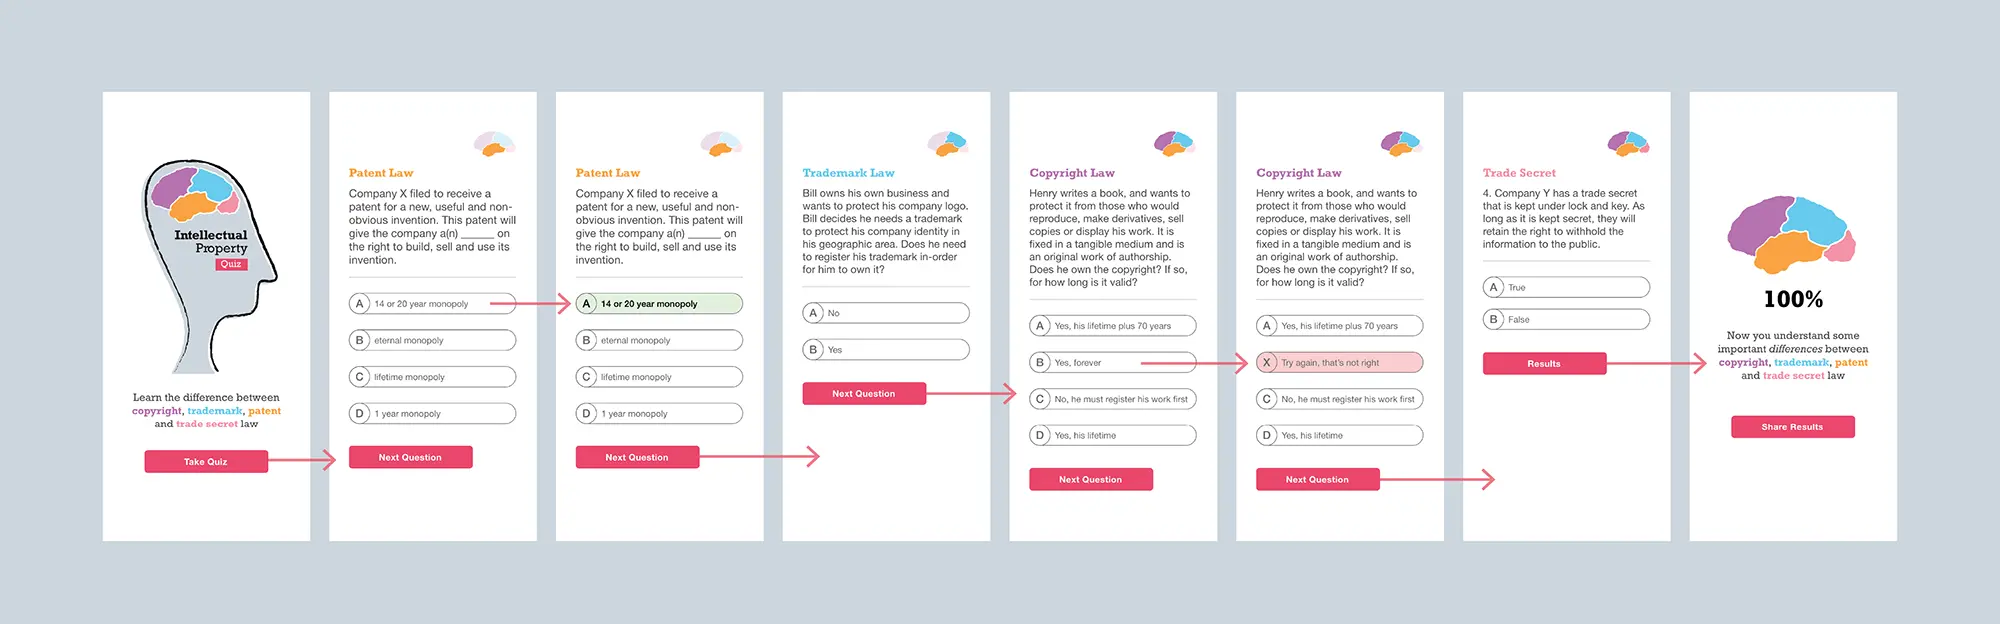 Intellectual
Property
Quiz
Learn the difference between
copyright, trademark, patent
and trade secret law
Take Quiz
Patent Law
Company X filed to receive a
patent for a new, useful and non-
obvious invention. This patent will
give the company a(n) ______ on
the right to build, sell and use its
invention.
A 14 or 20 year monopoly
B eternal monopoly
C lifetime monopoly
D 1 year monopoly
Next Question
Patent Law
Company X filed to receive a
patent for a new, useful and non-
obvious invention. This patent will
give the company a(n) ______ on
the right to build, sell and use its
invention.
A 14 or 20 year monopoly
B eternal monopoly
C lifetime monopoly
D 1 year monopoly
Next Question
Trademark Law
Bill owns his own business and
wants to protect his company logo.
Bill decides he needs a trademark
to protect his company identity in
his geographic area. Does he need
to register his trademark in-order
for him to own it?
A No
B Yes
Next Question
Copyright Law
Henry writes a book, and wants to
protect it from those who would
reproduce, make derivatives, sell
copies or display his work. It is
fixed in a tangible medium and is
an original work of authorship.
Does he own the copyright? If so,
for how long is it valid?
A Yes, his lifetime plus 70 years
B Yes, forever
C No, he must register his work first
D Yes, his lifetime
Next Question
Copyright Law
Henry writes a book, and wants to
protect it from those who would
reproduce, make derivatives, sell
copies or display his work. It is
fixed in a tangible medium and is
an original work of authorship.
Does he own the copyright? If so,
for how long is it valid?
A Yes, his lifetime plus 70 years
X Try again, that's not right
C No, he must register his work first
D Yes, his lifetime
Next Question
Trade Secret
4. Company Y has a trade secret
that is kept under lock and key. As
long as it is kept secret, they will
retain the right to withhold the
information to the public.
A True
B False
Results
100%
Now you understand some
important differences between
copyright, trademark, patent
and trade secret law
Share Results